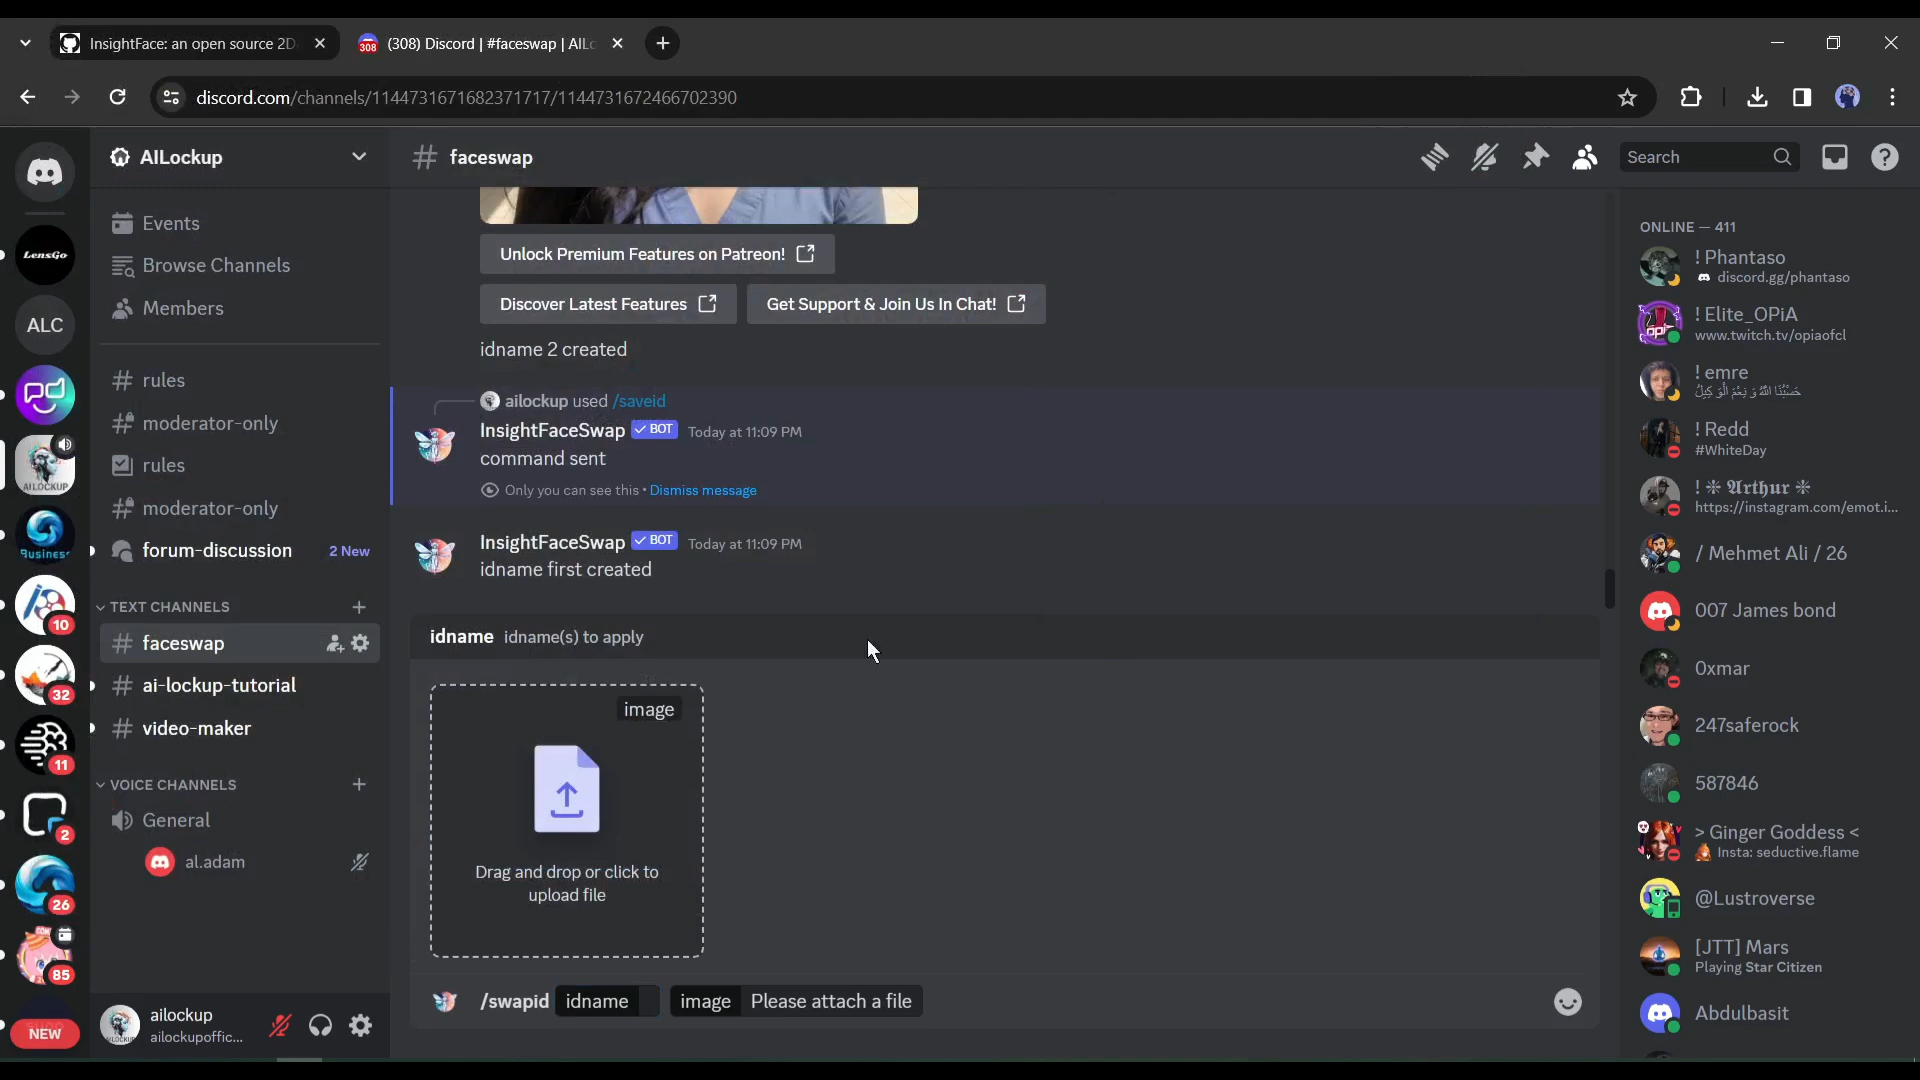 InsightFace: an open source 2D
308
(308) Discord | #faceswap | AILo
discord.com/channels/1144731671682371717/1144731672466702390
AILockup
# faceswap
Search
Events
Browse Channels
Members
LensGo
ALC
# rules
# moderator-only
rules
# moderator-only
forum-discussion 2 New
AILOCKUP
Business
TEXT CHANNELS
# faceswap
# ai-lockup-tutorial
# video-maker
VOICE CHANNELS
General
al.adam
10
32
11
2
26
85
NEW
ailockup
ailockupoffic...
Unlock Premium Features on Patreon!
Discover Latest Features
Get Support & Join Us In Chat!
idname 2 created
ailockup used /saveid
InsightFaceSwap BOT Today at 11:09 PM
command sent
Only you can see this • Dismiss message
InsightFaceSwap BOT Today at 11:09 PM
idname first created
idname idname(s) to apply
image
Drag and drop or click to
upload file
/swapid idname image Please attach a file
ONLINE — 411
! Phantaso
discord.gg/phantaso
! Elite_OPiA
www.twitch.tv/opiaofcl
! emre
حَسْبُنَا اللهُ وَ نِعْمَ الْوَكِيلُ
! Redd
#WhiteDay
! ❈ 𝕬𝖗𝖙𝖍𝖚𝖗 ❈
https://instagram.com/emot.i...
/ Mehmet Ali / 26
007 James bond
0xmar
247saferock
587846
> Ginger Goddess <
Insta: seductive.flame
@Lustroverse
[JTT] Mars
Playing Star Citizen
Abdulbasit